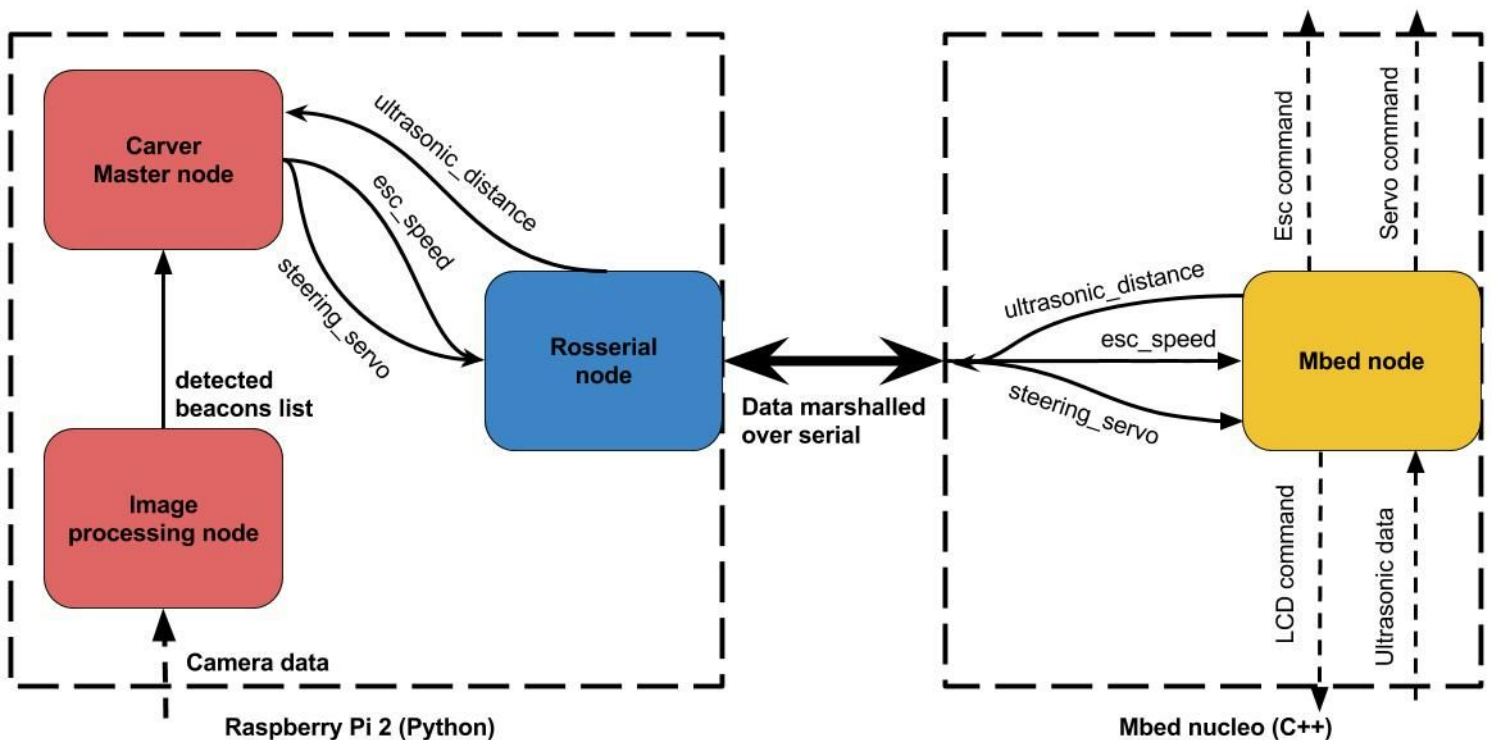 Carver
Master node
ultrasonic_distance
esc_speed
steering_servo
detected
beacons list
Image
processing node
Camera data
Raspberry Pi 2 (Python)
Rosserial
node
Data marshalled
over serial
Esc command
Servo command
ultrasonic_distance
esc_speed
steering_servo
Mbed node
LCD command
Ultrasonic data
Mbed nucleo (C++)